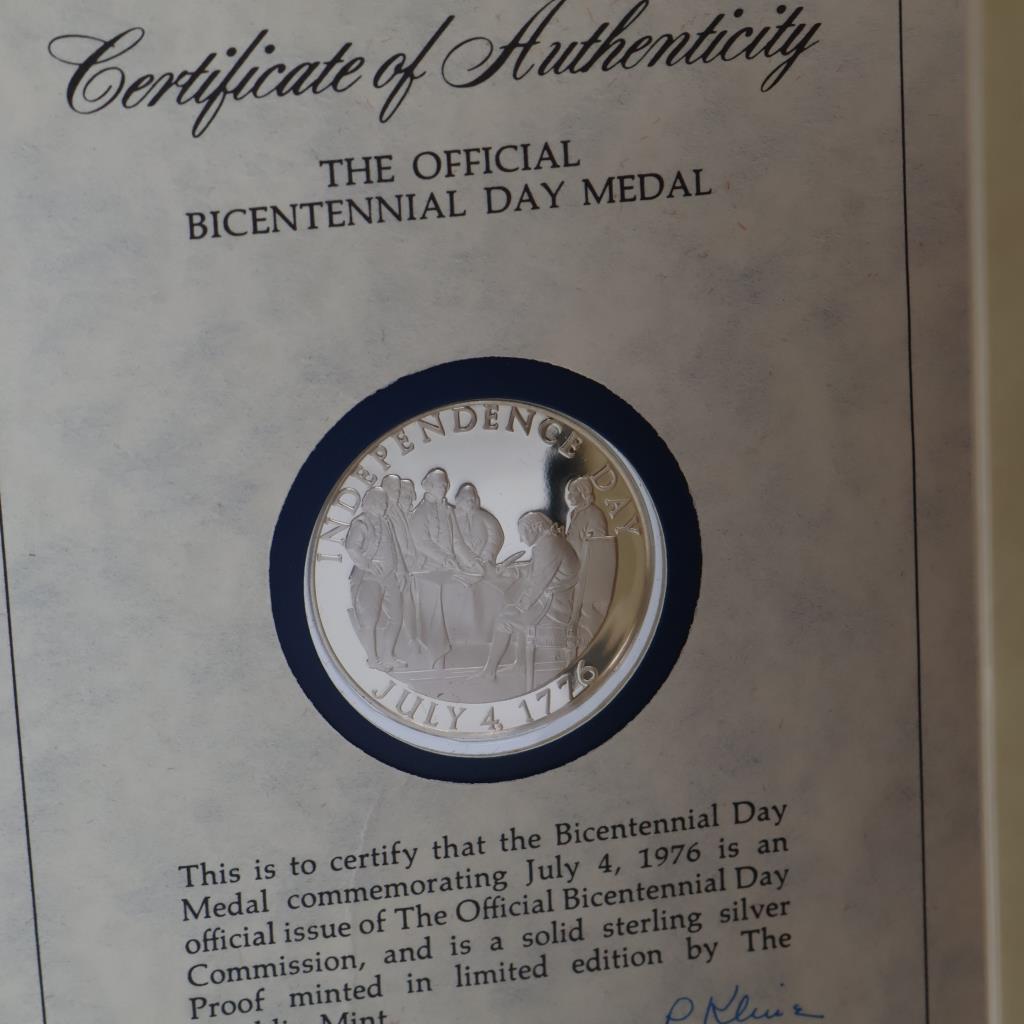 Certificate of Authenticity
THE OFFICIAL
BICENTENNIAL DAY MEDAL
INDEPENDENCE DAY
JULY 4, 1776
This is to certify that the Bicentennial Day
Medal commemorating July 4, 1976 is an
official issue of The Official Bicentennial Day
Commission, and is a solid sterling silver
Proof minted in limited edition by The
Mint.